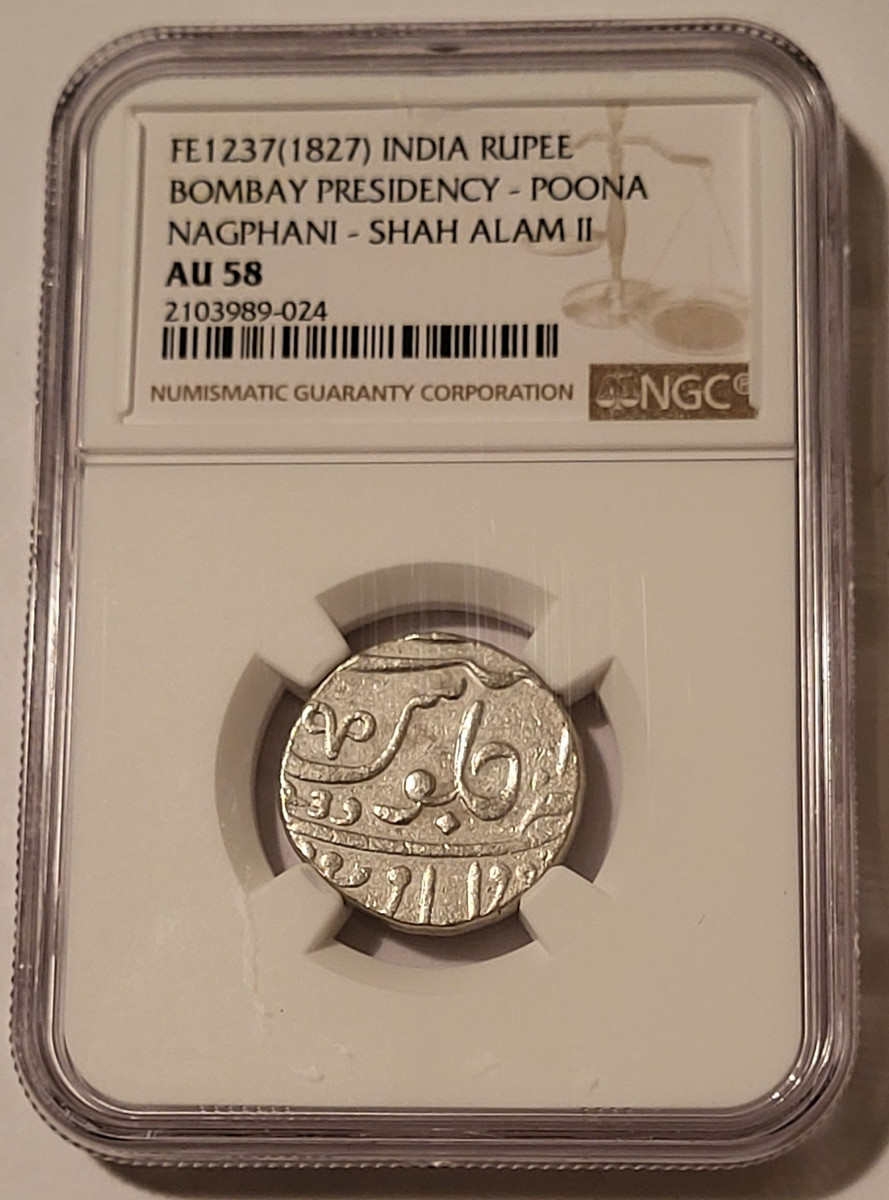 FE1237(1827) INDIA RUPEE
BOMBAY PRESIDENCY - POONA
NAGPHANI - SHAH ALAM II
AU 58
2103989-024
NUMISMATIC GUARANTY CORPORATION
NGC®